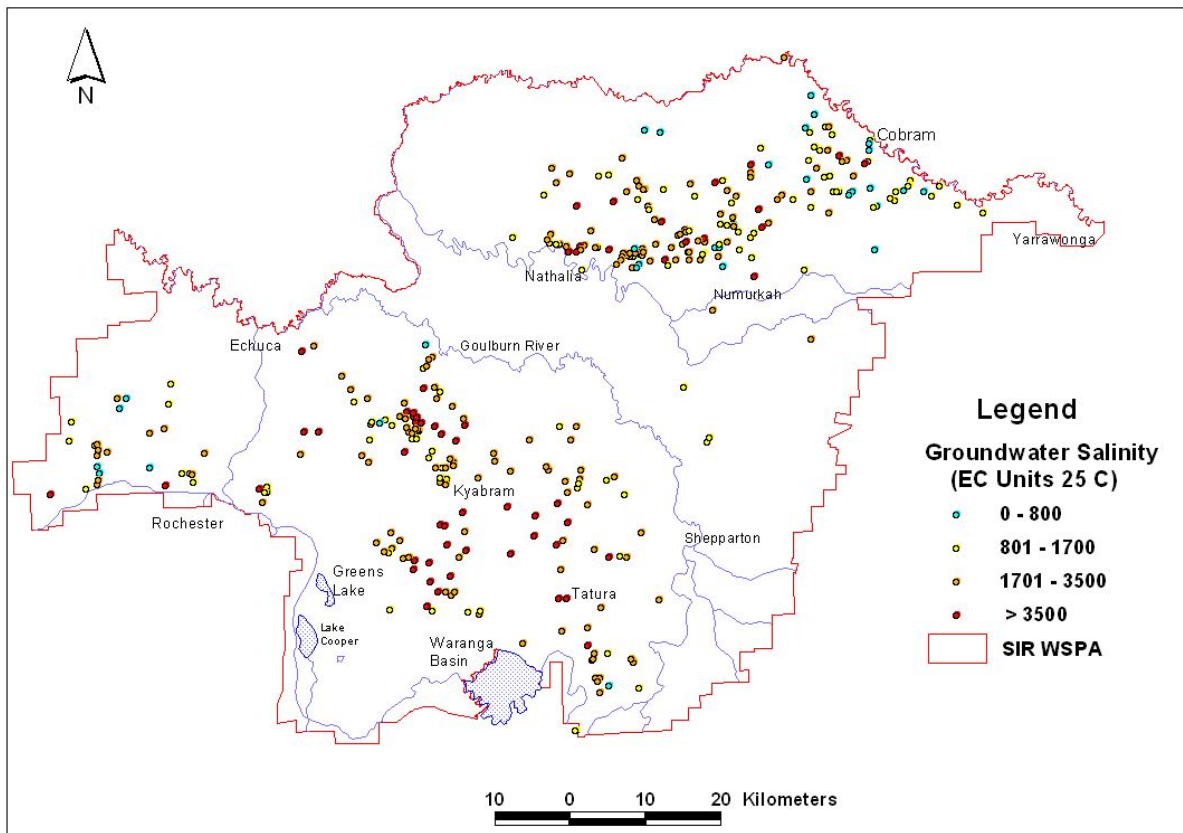 N
Cobram
Yarrawonga
Nathalia
Numurkah
Echuca
Goulburn River
Legend
Groundwater Salinity
(EC Units 25 C)
0 - 800
801 - 1700
1701 - 3500
> 3500
SIR WSPA
Kyabram
Rochester
Shepparton
Greens
Lake
Tatura
Lake
Cooper
Waranga
Basin
10 0 10 20 Kilometers